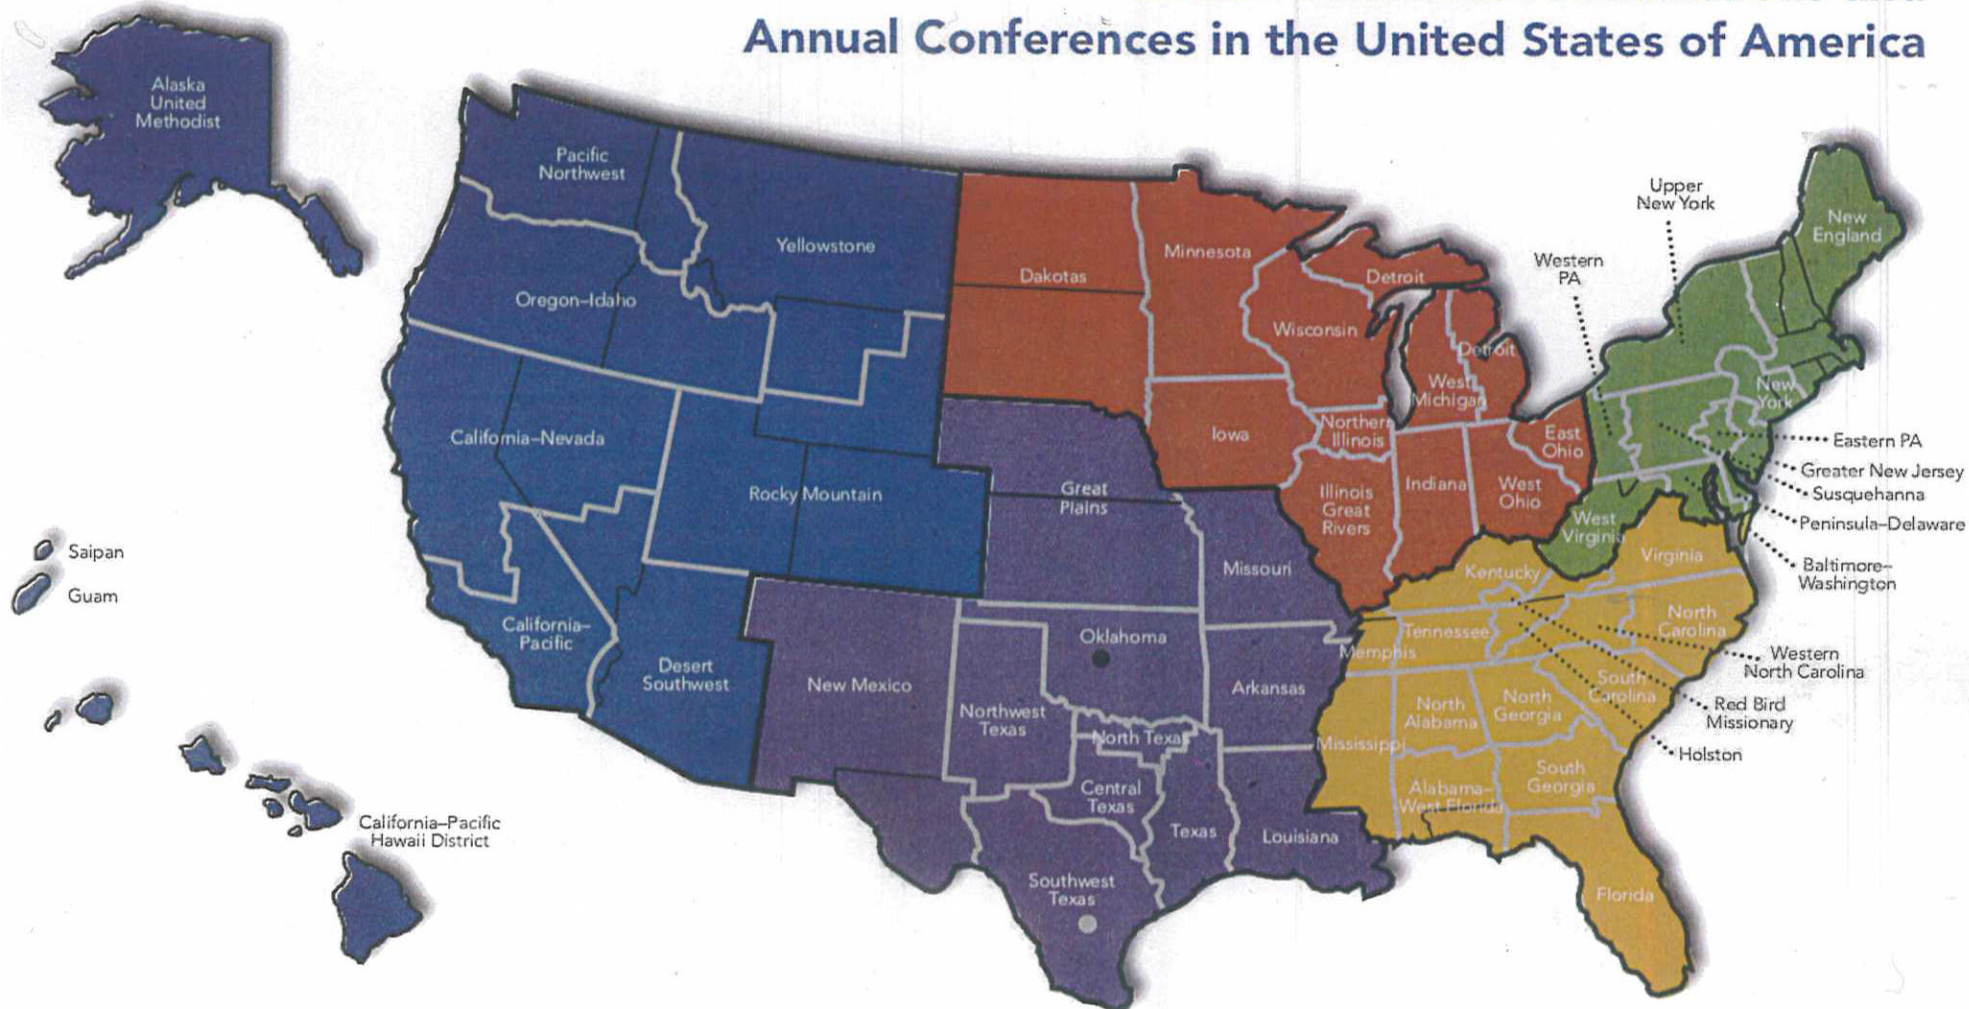 Annual Conferences in the United States of America
Alaska
United
Methodist
Pacific
Northwest
Yellowstone
Oregon–Idaho
California–Nevada
Rocky Mountain
California–
Pacific
Desert
Southwest
Saipan
Guam
California–Pacific
Hawaii District
Dakotas
Minnesota
Wisconsin
Detroit
Detroit
West
Michigan
Iowa
Northern
Illinois
Illinois
Great
Rivers
Indiana
East
Ohio
West
Ohio
Great
Plains
Missouri
Oklahoma
Arkansas
New Mexico
Northwest
Texas
North Texas
Central
Texas
Texas
Louisiana
Southwest
Texas
Upper
New York
Western
PA
New
England
New
York
Eastern PA
Greater New Jersey
Susquehanna
Peninsula–Delaware
Baltimore–
Washington
West
Virginia
Virginia
Kentucky
North
Carolina
Tennessee
Memphis
Western
North Carolina
South
Carolina
Red Bird
Missionary
Holston
North
Alabama
North
Georgia
Mississippi
Alabama–
West Florida
South
Georgia
Florida